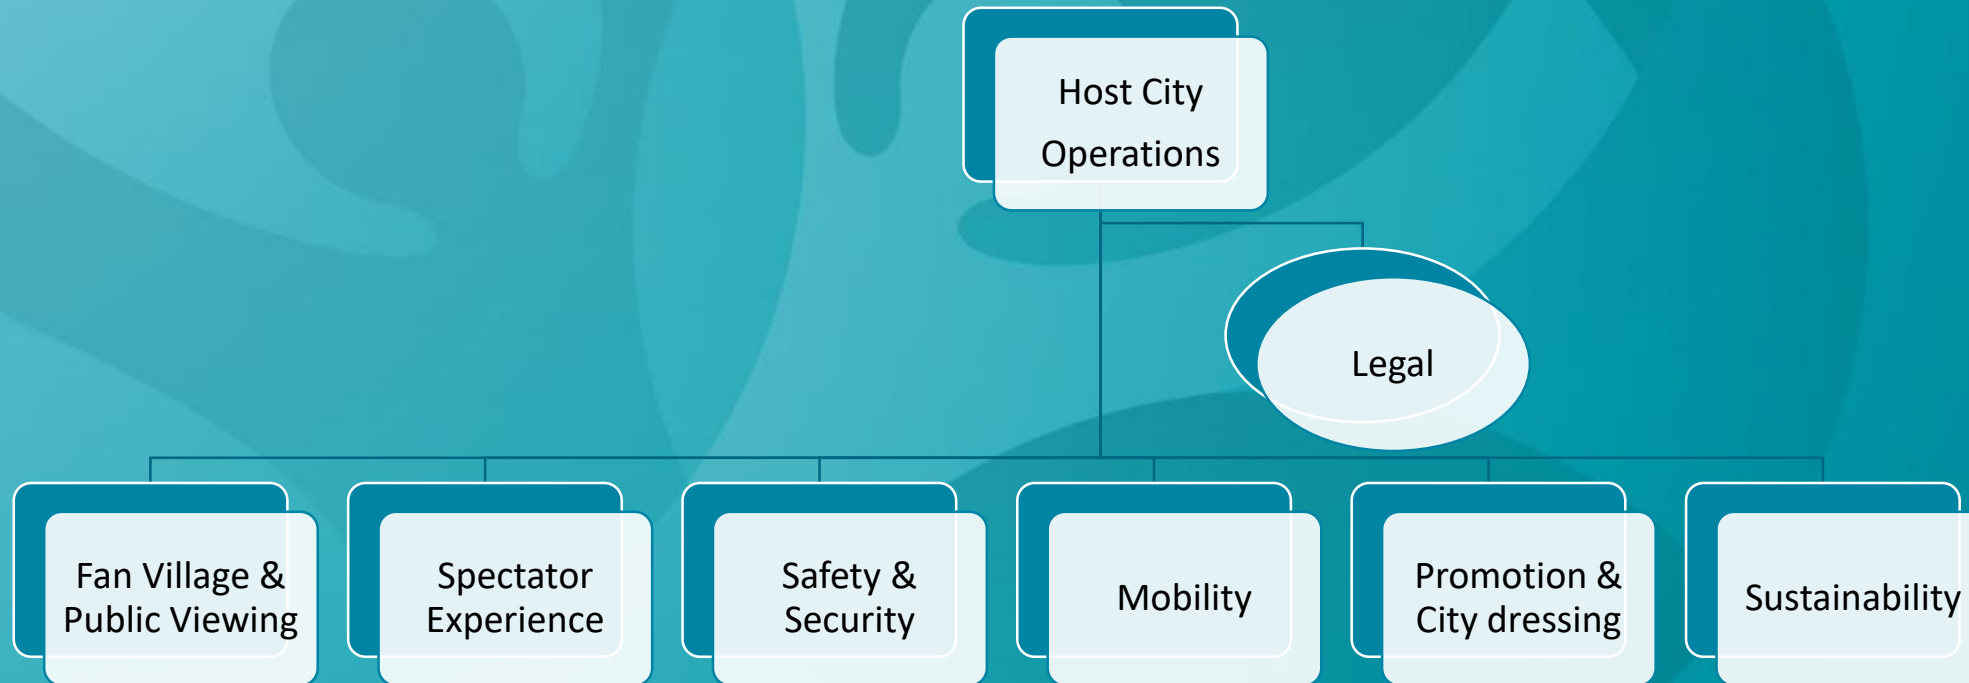 Host City
Operations
Legal
Fan Village &
Public Viewing
Spectator
Experience
Safety &
Security
Mobility
Promotion &
City dressing
Sustainability